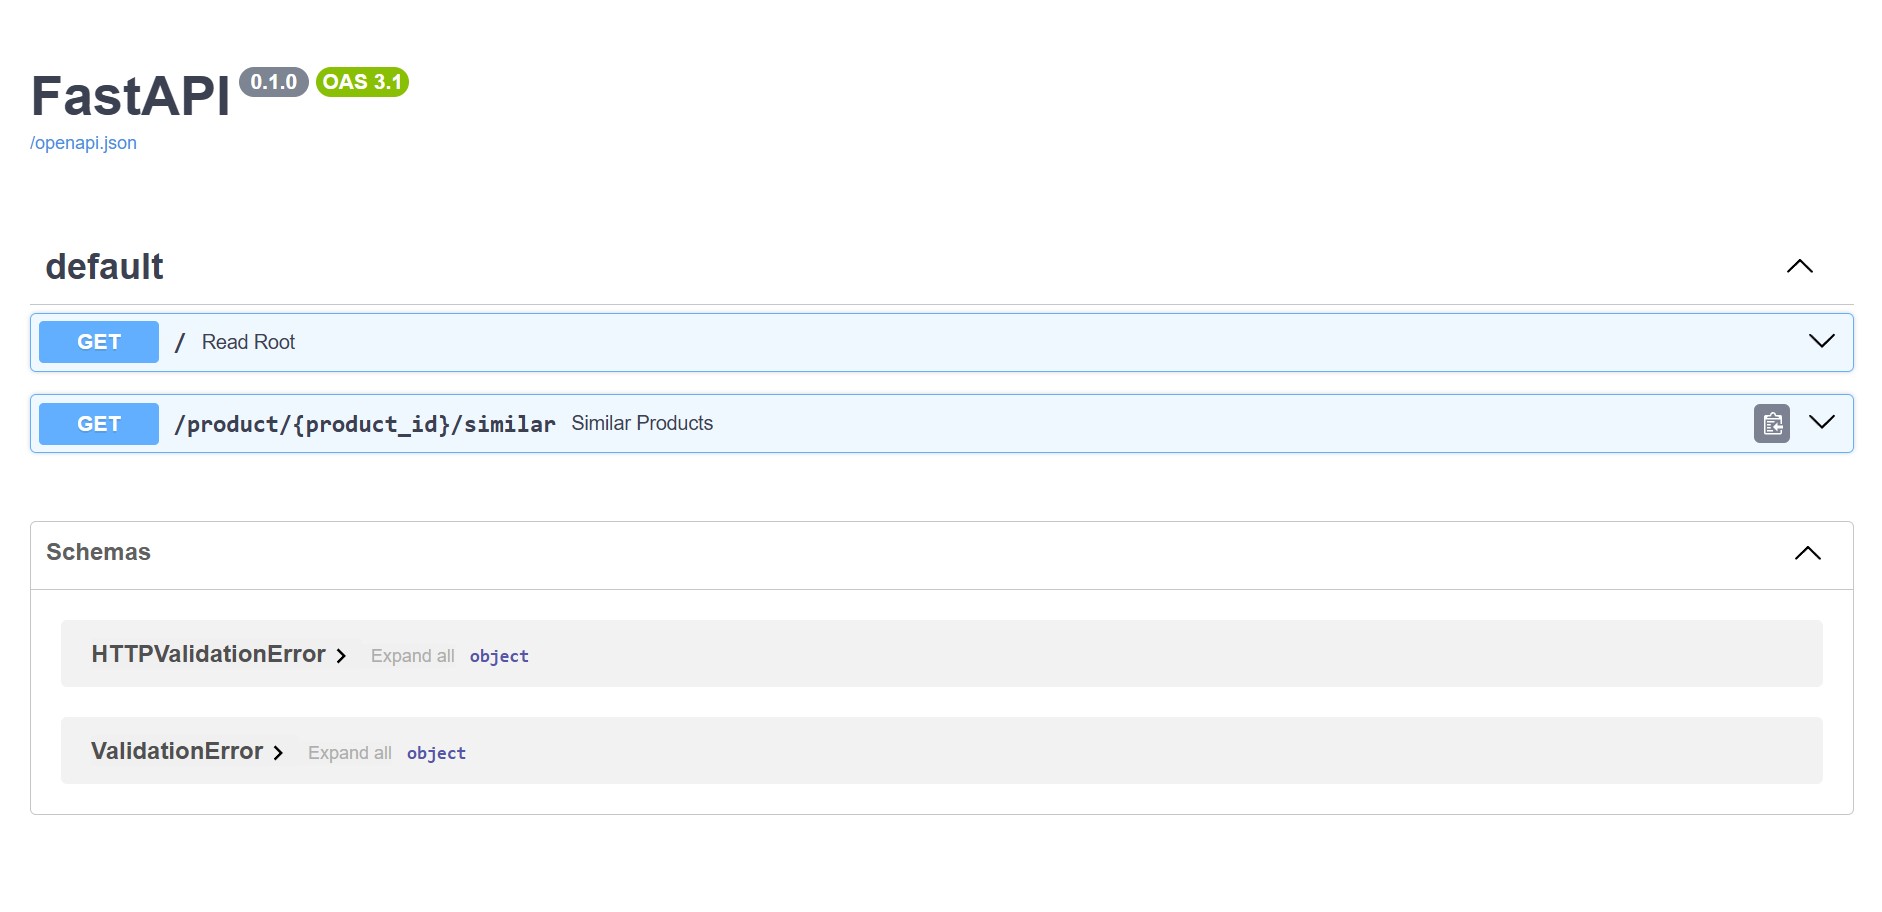 FastAPI 0.1.0 OAS 3.1
/openapi.json
default
GET / Read Root
GET /product/{product_id}/similar Similar Products
Schemas
HTTPValidationError Expand all object
ValidationError Expand all object